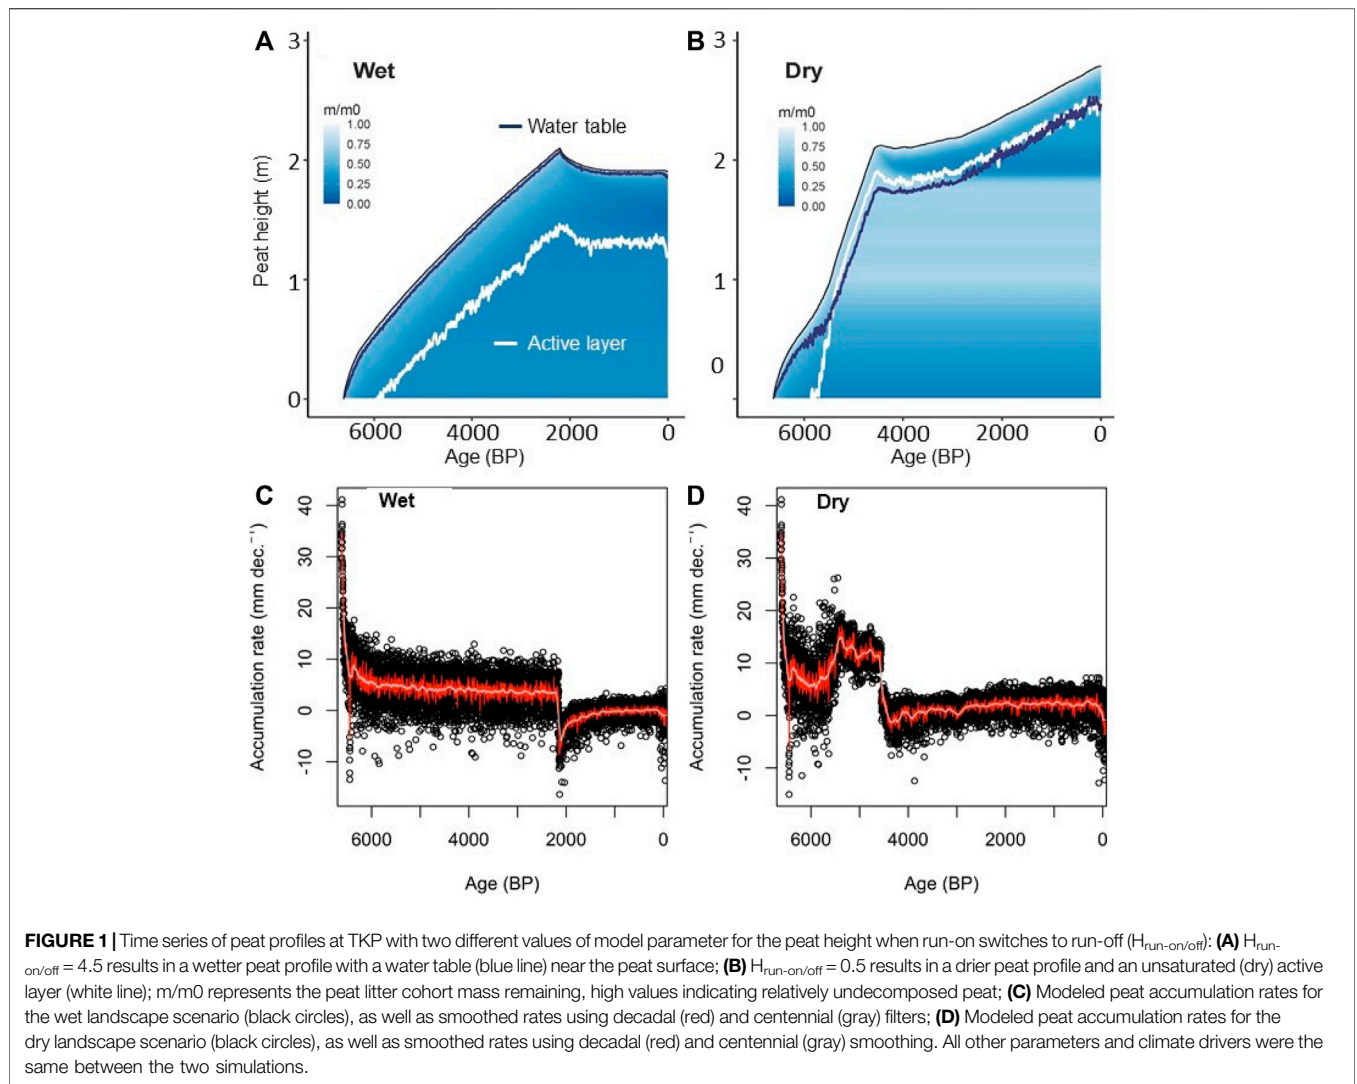 A
Wet
m/m0
1.00
0.75
0.50
0.25
0.00
Water table
Active layer
Peat height (m)
3
2
1
0
6000 4000 2000 0
Age (BP)
B
Dry
m/m0
1.00
0.75
0.50
0.25
0.00
3
2
1
0
6000 4000 2000 0
Age (BP)
C
Wet
Accumulation rate (mm dec.⁻¹)
40
30
20
10
0
-10
6000 4000 2000 0
Age (BP)
D
Dry
Accumulation rate (mm dec.⁻¹)
40
30
20
10
0
-10
6000 4000 2000 0
Age (BP)
FIGURE 1 | Time series of peat profiles at TKP with two different values of model parameter for the peat height when run-on switches to run-off (Hrun-on/off): (A) Hrun-
on/off = 4.5 results in a wetter peat profile with a water table (blue line) near the peat surface; (B) Hrun-on/off = 0.5 results in a drier peat profile and an unsaturated (dry) active
layer (white line); m/m0 represents the peat litter cohort mass remaining, high values indicating relatively undecomposed peat; (C) Modeled peat accumulation rates for
the wet landscape scenario (black circles), as well as smoothed rates using decadal (red) and centennial (gray) filters; (D) Modeled peat accumulation rates for the
dry landscape scenario (black circles), as well as smoothed rates using decadal (red) and centennial (gray) smoothing. All other parameters and climate drivers were the
same between the two simulations.